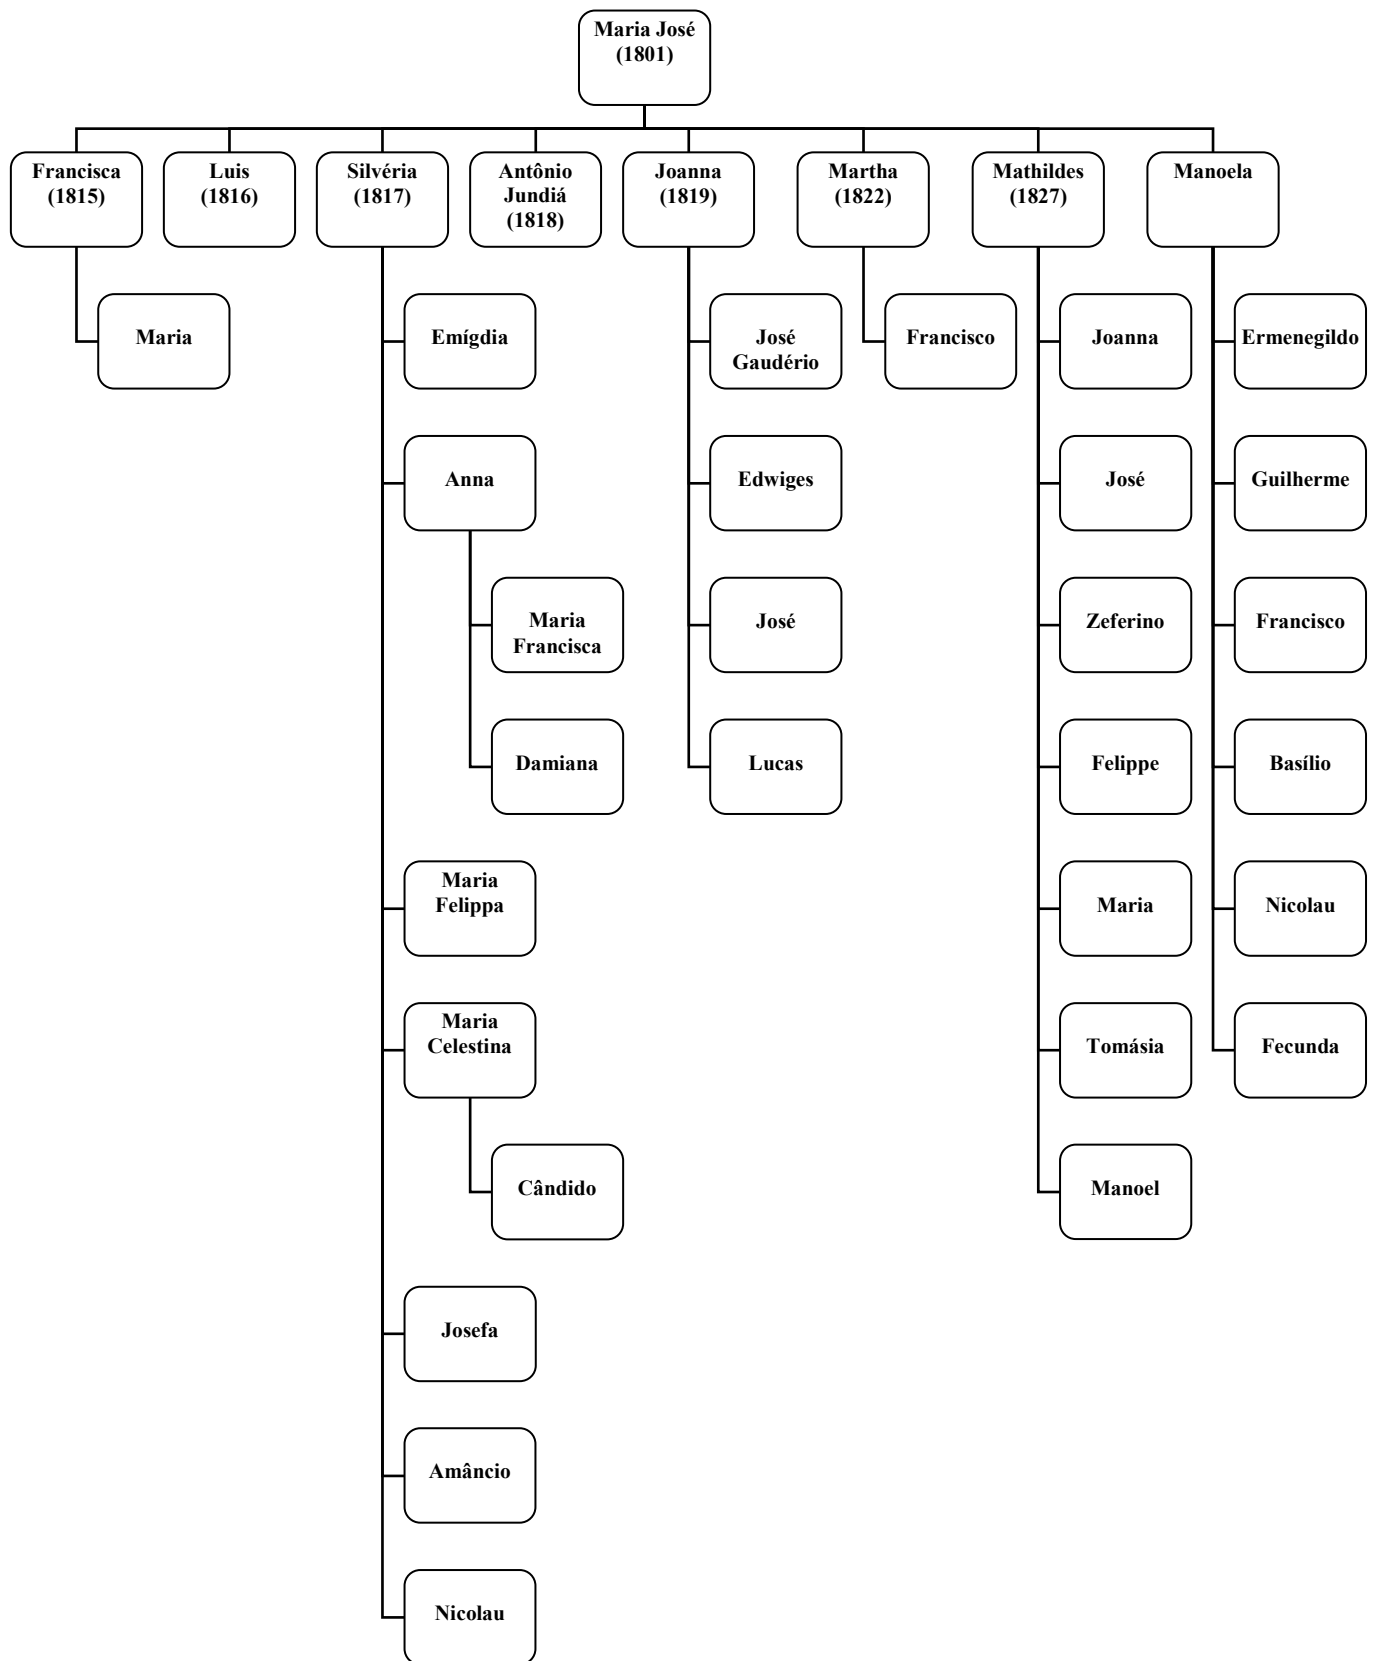 Maria José
(1801)
Francisca
(1815)
Luis
(1816)
Silvéria
(1817)
Antônio
Jundiá
(1818)
Joanna
(1819)
Martha
(1822)
Mathildes
(1827)
Manoela
Maria
Emígdia
José
Gaudério
Francisco
Joanna
Ermenegildo
Anna
Edwiges
José
Guilherme
Maria
Francisca
José
Zeferino
Francisco
Damiana
Lucas
Felippe
Basílio
Maria
Felippa
Maria
Nicolau
Maria
Celestina
Tomásia
Fecunda
Cândido
Manoel
Josefa
Amâncio
Nicolau